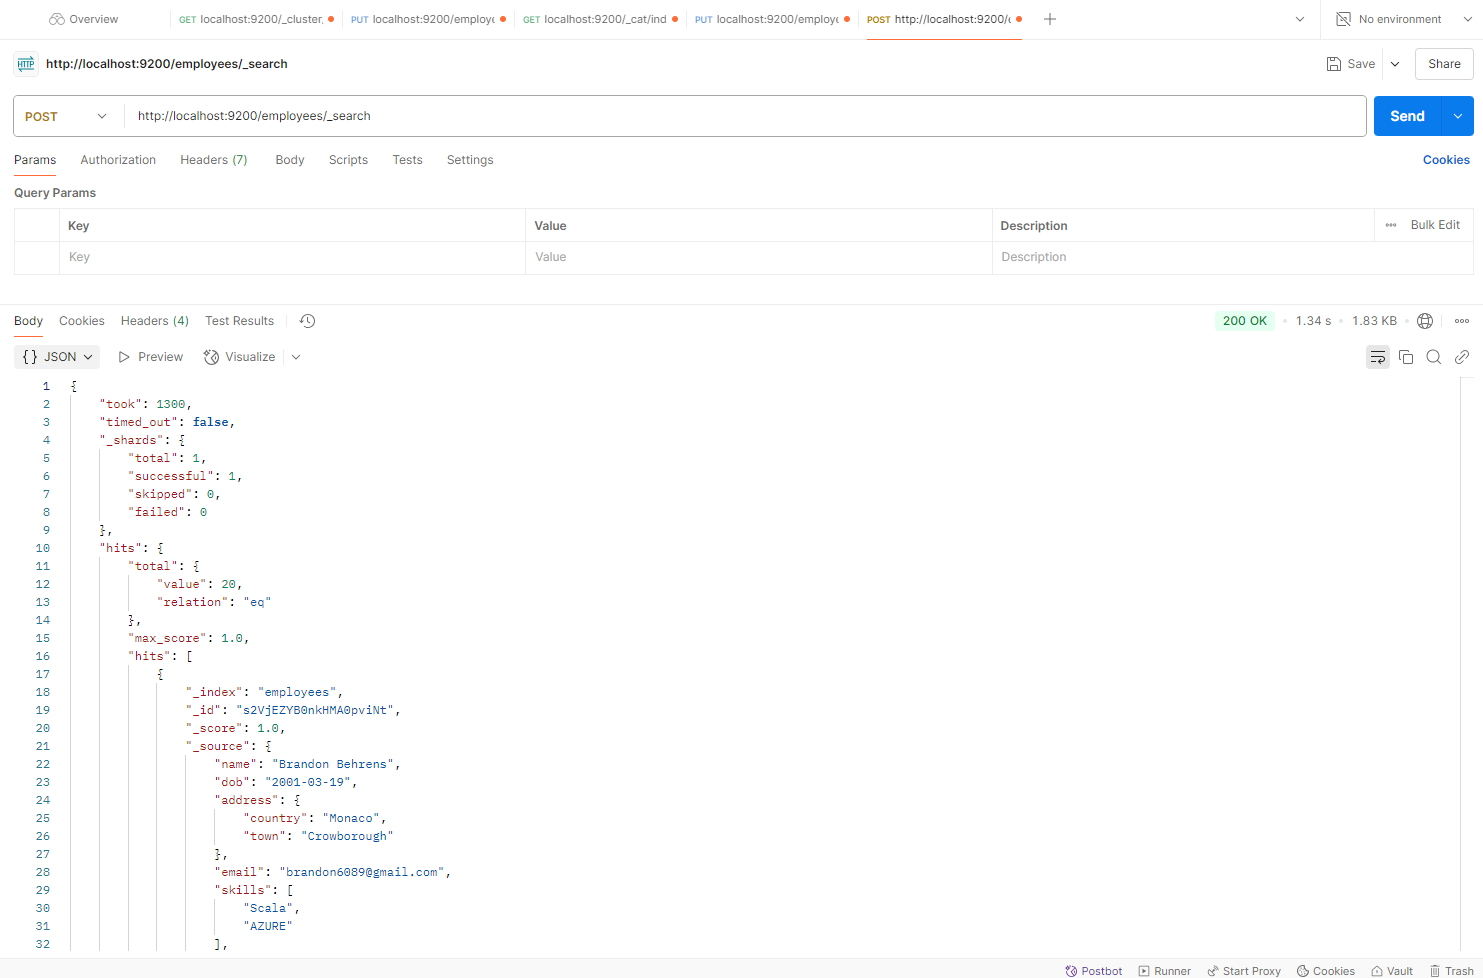 Overview GET localhost:9200/_cluster, PUT localhost:9200/employe GET localhost:9200/_cat/ind PUT localhost:9200/employe POST http://localhost:9200/e No environment
HTTP http://localhost:9200/employees/_search Save Share
POST http://localhost:9200/employees/_search Send
Params Authorization Headers (7) Body Scripts Tests Settings Cookies
Query Params
Key Value Description Bulk Edit
Key Value Description
Body Cookies Headers (4) Test Results 200 OK • 1.34 s • 1.83 KB •
{} JSON Preview Visualize
1 {
2 "took": 1300,
3 "timed_out": false,
4 "_shards": {
5 "total": 1,
6 "successful": 1,
7 "skipped": 0,
8 "failed": 0
9 },
10 "hits": {
11 "total": {
12 "value": 20,
13 "relation": "eq"
14 },
15 "max_score": 1.0,
16 "hits": [
17 {
18 "_index": "employees",
19 "_id": "s2VjEZYB0nkHMA0pviNt",
20 "_score": 1.0,
21 "_source": {
22 "name": "Brandon Behrens",
23 "dob": "2001-03-19",
24 "address": {
25 "country": "Monaco",
26 "town": "Crowborough"
27 },
28 "email": "brandon6089@gmail.com",
29 "skills": [
30 "Scala",
31 "AZURE"
32 ],
Postbot Runner Start Proxy Cookies Vault Trash